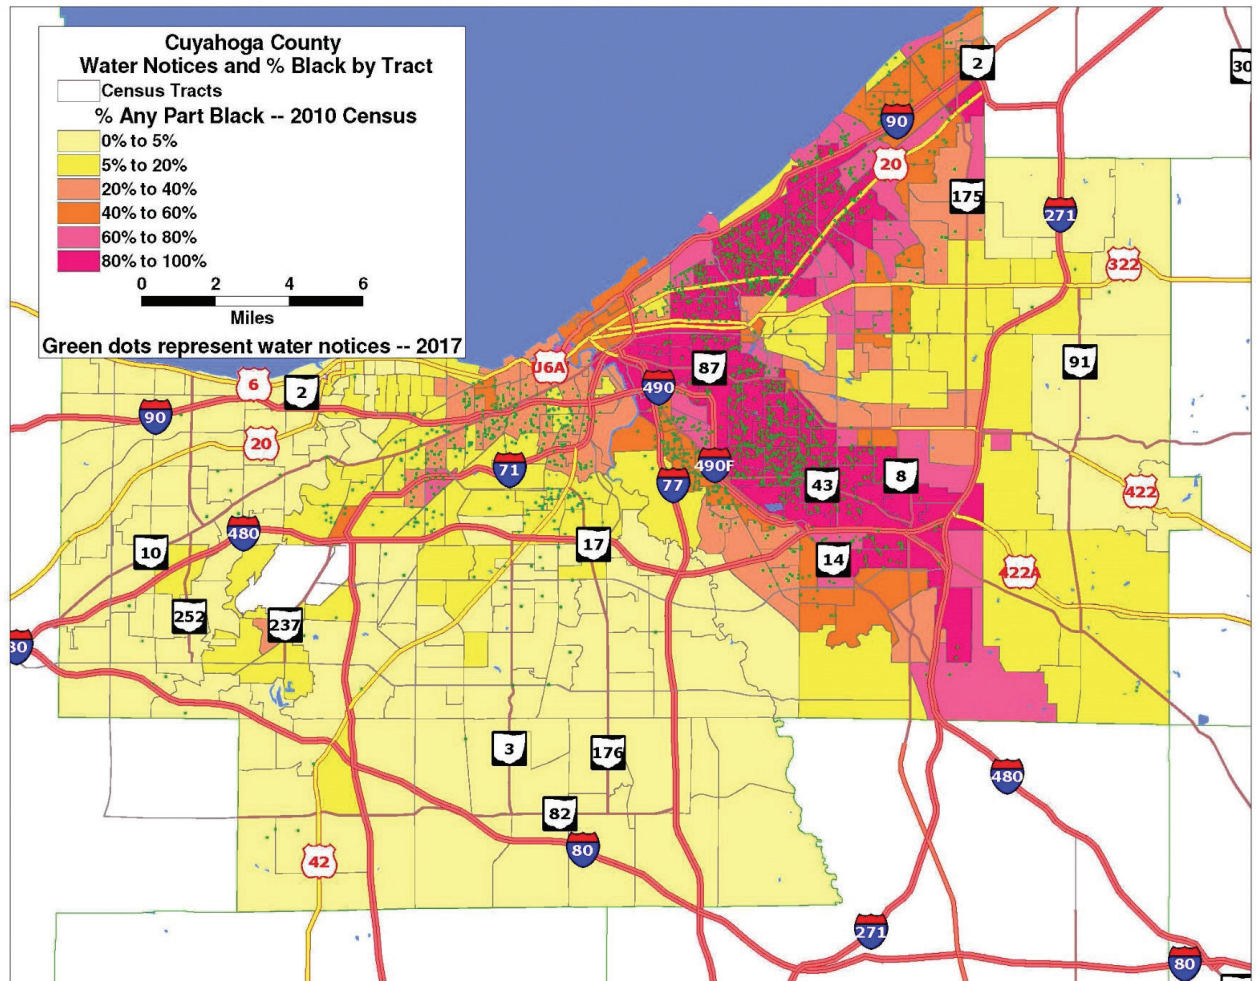 Cuyahoga County
Water Notices and % Black by Tract
Census Tracts
% Any Part Black -- 2010 Census
0% to 5%
5% to 20%
20% to 40%
40% to 60%
60% to 80%
80% to 100%
0 2 4 6
Miles
Green dots represent water notices -- 2017
2
30
90
20
175
271
322
6
2
U6A
87
490
91
90
20
71
490F
77
43
8
422
480
10
17
14
422A
252
237
80
3
176
480
82
80
42
271
80